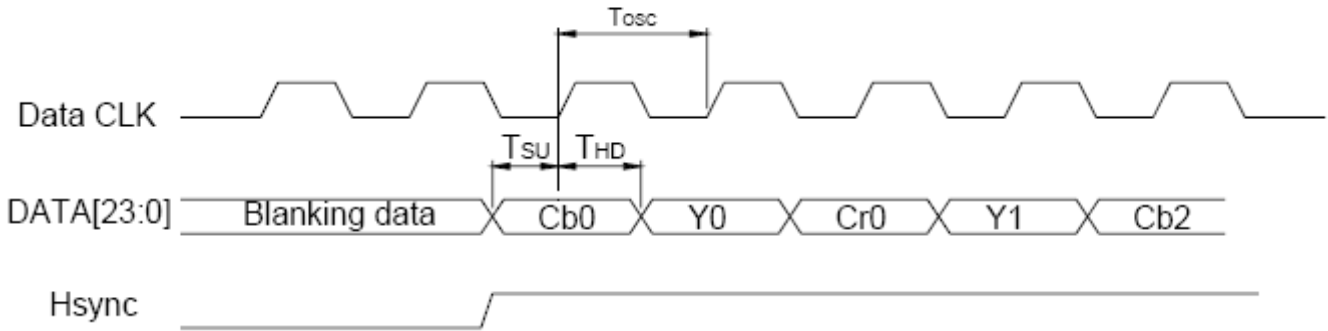 Tosc
Data CLK
TSU THD
DATA[23:0] Blanking data Cb0 Y0 Cr0 Y1 Cb2
Hsync